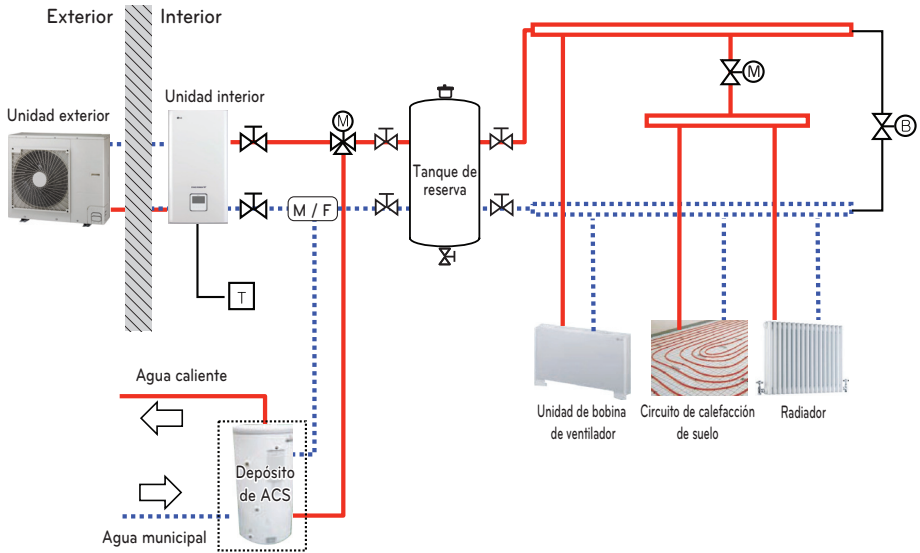 Exterior
Interior
Unidad exterior
Unidad interior
M
M
B
Tanque de
reserva
M / F
T
Agua caliente
Depósito
de ACS
Agua municipal
Unidad de bobina
de ventilador
Circuito de calefacción
de suelo
Radiador